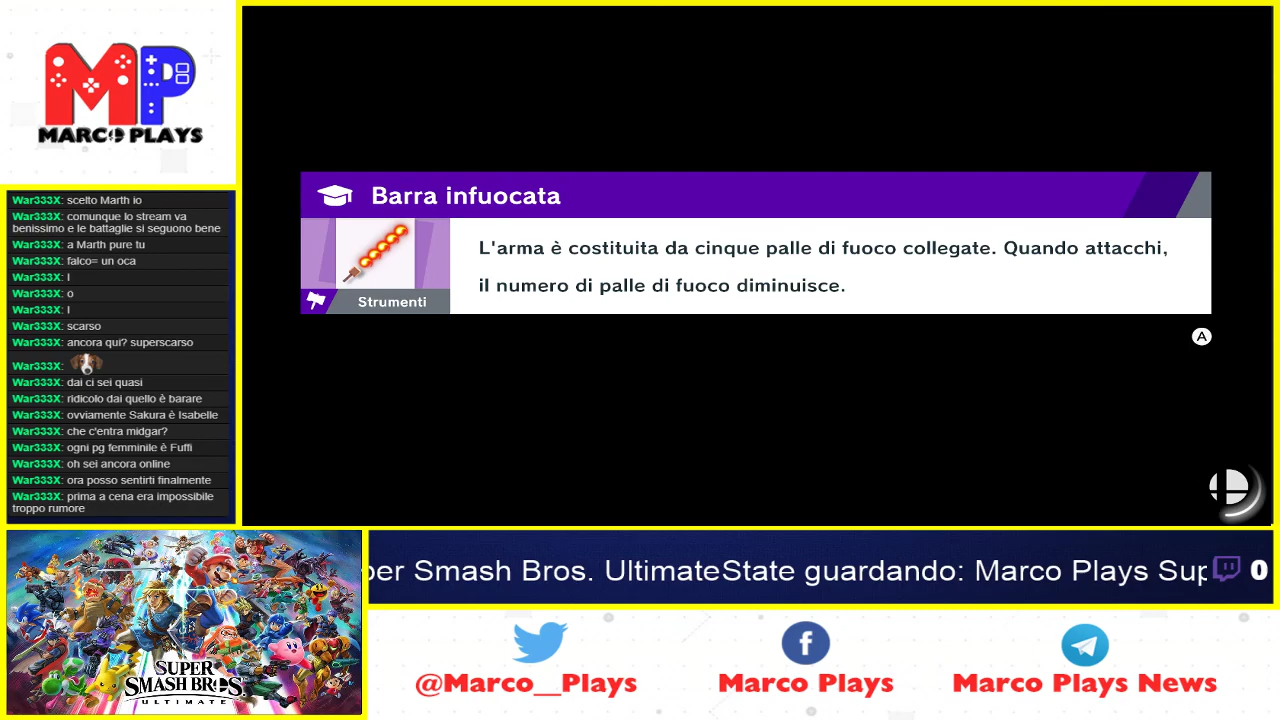 MP
MARCO PLAYS
War333X: scelto Marth io
War333X: comunque lo stream va
benissimo e le battaglie si seguono bene
War333X: a Marth pure tu
War333X: falco= un oca
War333X: l
War333X: o
War333X: l
War333X: scarso
War333X: ancora qui? superscarso
War333X:
War333X: dai ci sei quasi
War333X: ridicolo dai quello è barare
War333X: ovviamente Sakura è Isabelle
War333X: che c'entra midgar?
War333X: ogni pg femminile è Fuffi
War333X: oh sei ancora online
War333X: ora posso sentirti finalmente
War333X: prima a cena era impossibile
troppo rumore
Barra infuocata
L'arma è costituita da cinque palle di fuoco collegate. Quando attacchi,
il numero di palle di fuoco diminuisce.
Strumenti
A
SUPER
SMASH BROS.
ULTIMATE
per Smash Bros. UltimateState guardando: Marco Plays Sup
0
@Marco__Plays
Marco Plays
Marco Plays News